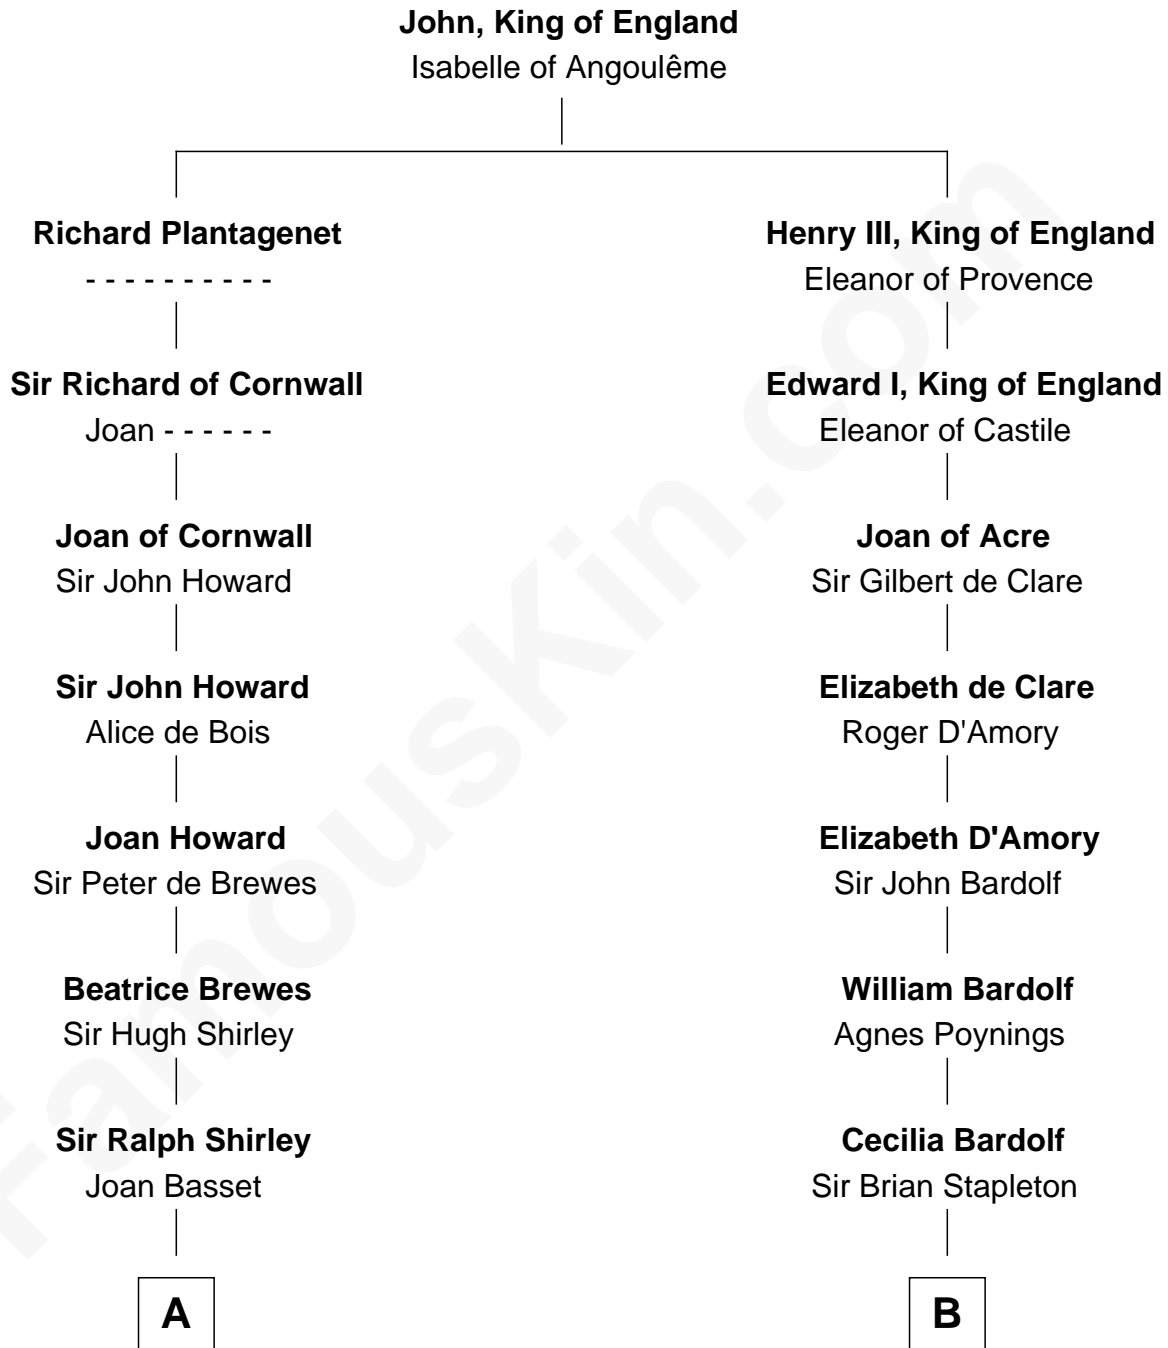 John, King of England
Isabelle of Angoulême
Richard Plantagenet
- - - - - - - - - -
Sir Richard of Cornwall
Joan - - - - - -
Joan of Cornwall
Sir John Howard
Sir John Howard
Alice de Bois
Joan Howard
Sir Peter de Brewes
Beatrice Brewes
Sir Hugh Shirley
Sir Ralph Shirley
Joan Basset
A
Henry III, King of England
Eleanor of Provence
Edward I, King of England
Eleanor of Castile
Joan of Acre
Sir Gilbert de Clare
Elizabeth de Clare
Roger D'Amory
Elizabeth D'Amory
Sir John Bardolf
William Bardolf
Agnes Poynings
Cecilia Bardolf
Sir Brian Stapleton
B
FamousKin.com